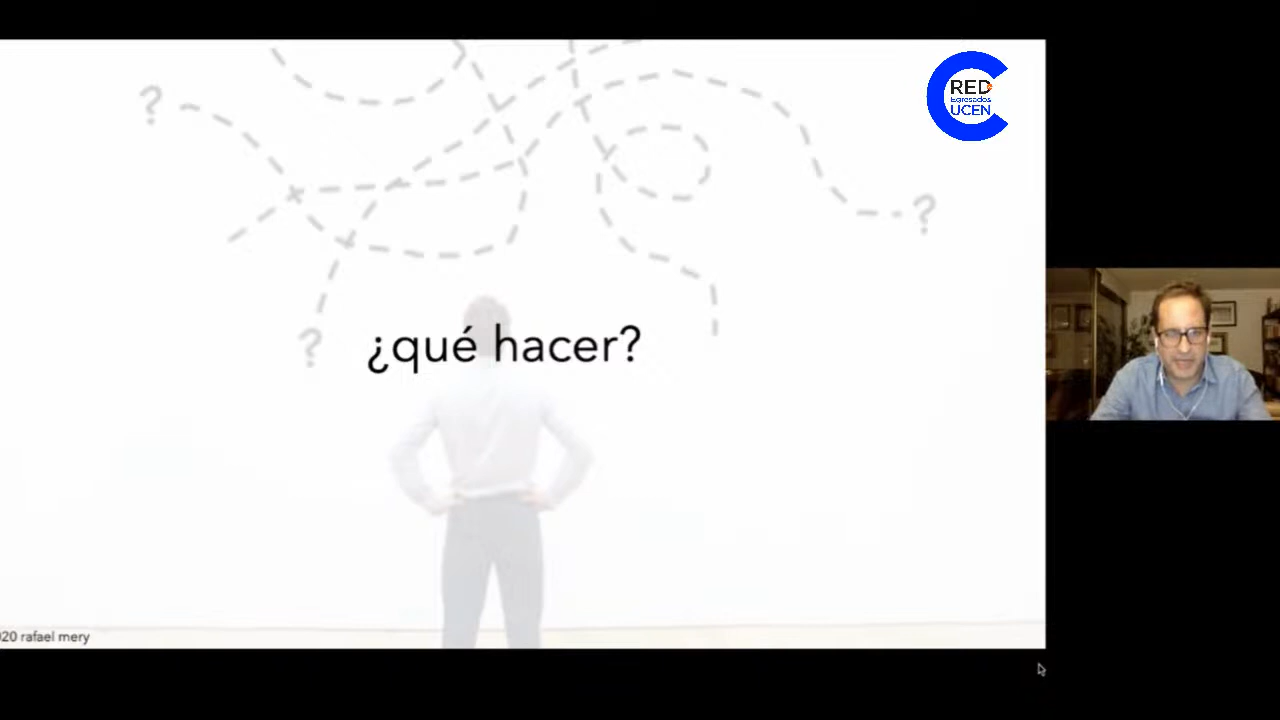 RED
Egresados
UCEN
?
?
?
¿qué hacer?
20 rafael mery